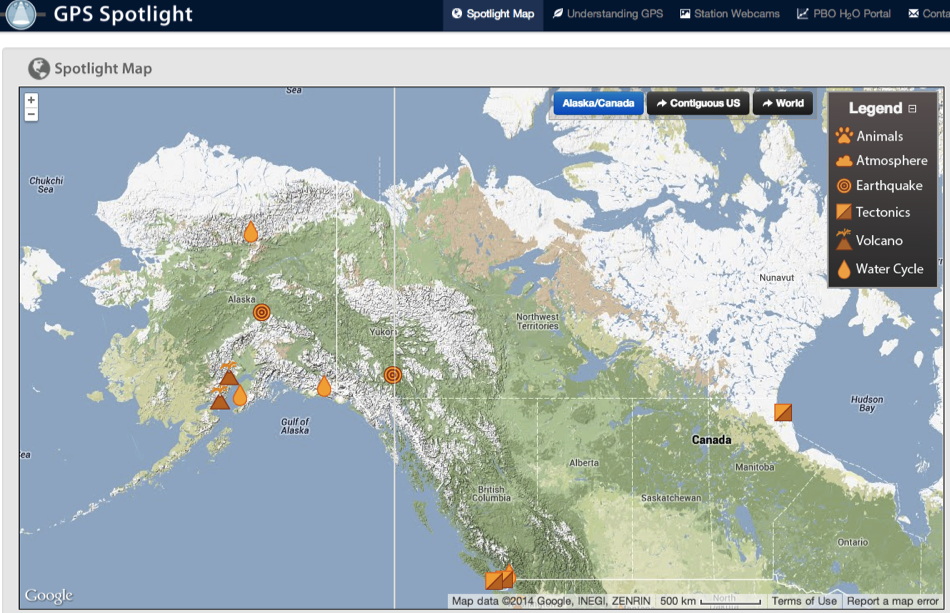 GPS Spotlight
Spotlight Map
Understanding GPS
Station Webcams
PBO H₂O Portal
Conta
Spotlight Map
+
−
Sea
Alaska/Canada
Contiguous US
World
Legend
Animals
Atmosphere
Earthquake
Tectonics
Volcano
Water Cycle
Chukchi
Sea
Alaska
Yukon
Northwest
Territories
Nunavut
Gulf of
Alaska
Hudson
Bay
Canada
ea
Alberta
Manitoba
British
Columbia
Saskatchewan
Ontario
Google
Map data ©2014 Google, INEGI, ZENRIN
500 km
North
Terms of Use
Report a map error